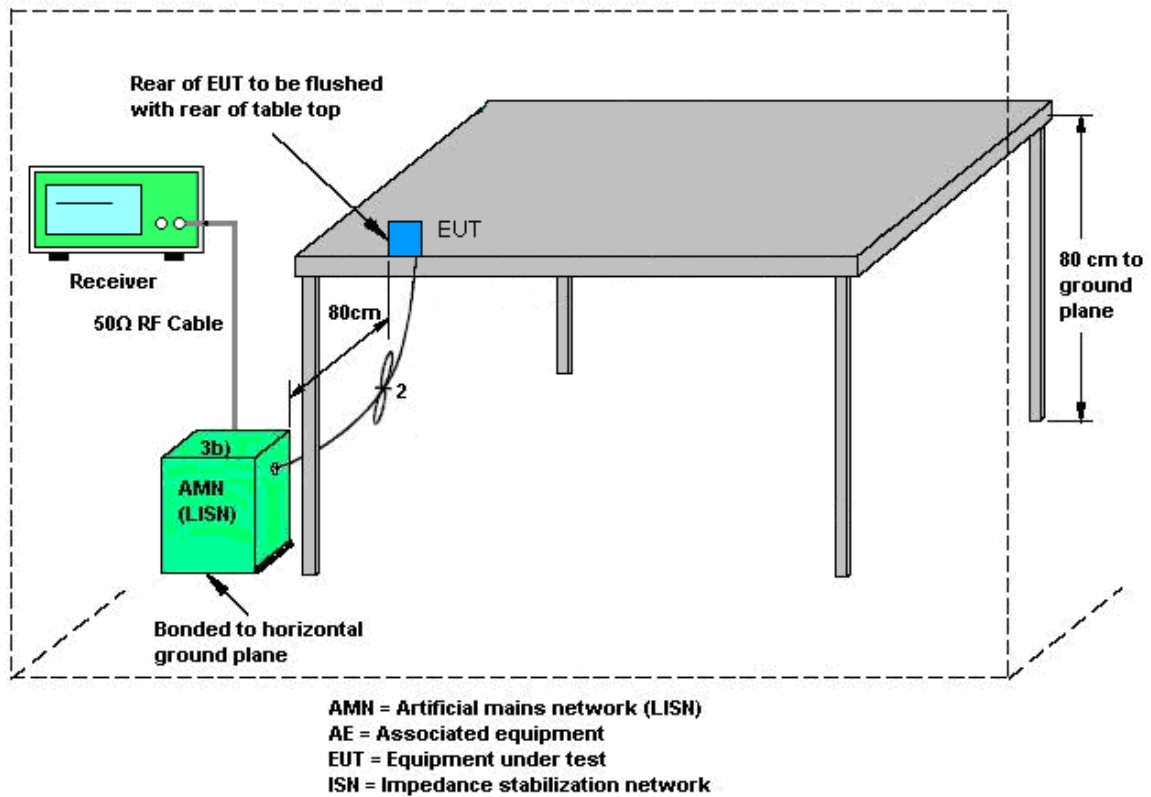 Rear of EUT to be flushed
with rear of table top
EUT
Receiver
50Ω RF Cable
80cm
80 cm to
ground
plane
2
3b)
AMN
(LISN)
Bonded to horizontal
ground plane
AMN = Artificial mains network (LISN)
AE = Associated equipment
EUT = Equipment under test
ISN = Impedance stabilization network